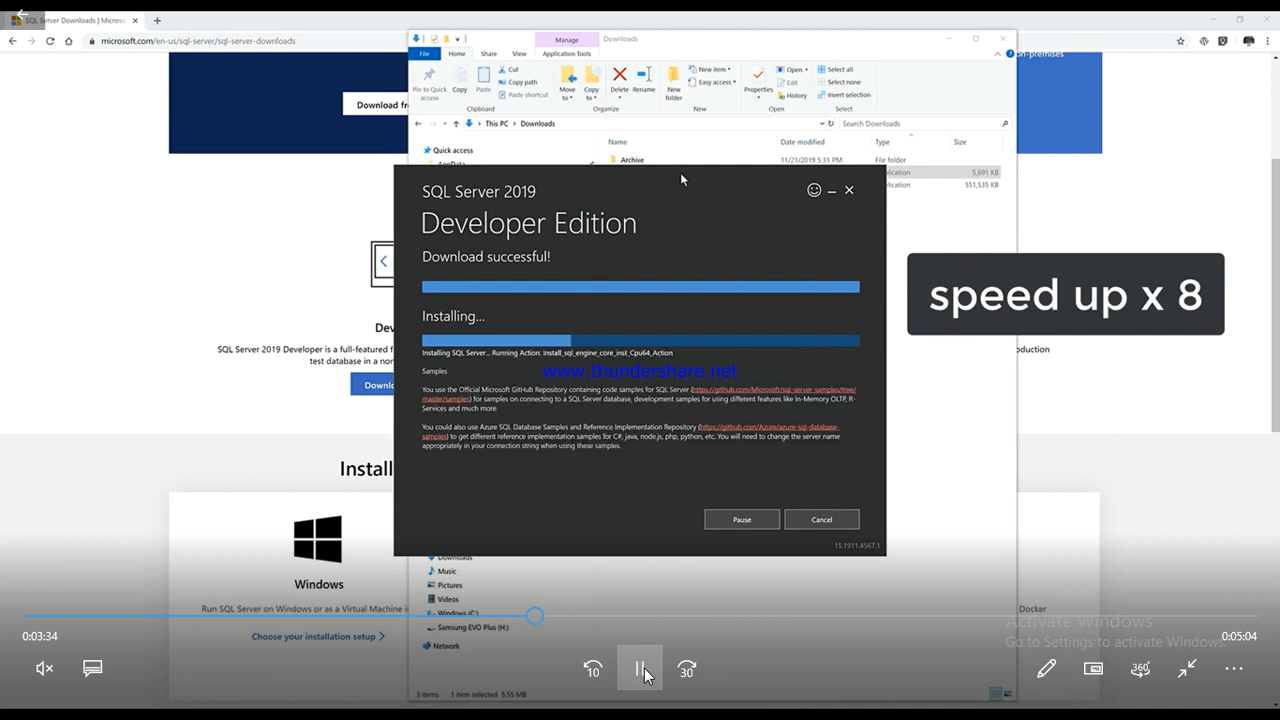 SQL Server Downloads | Micros
microsoft.com/en-us/sql-server/sql-server-downloads
Manage
Downloads
File
Home
Share
View
Application Tools
on-premises
Pin to Quick
access
Copy
Paste
Cut
Copy path
Paste shortcut
Clipboard
Move
to
Copy
to
Delete
Rename
Organize
New
folder
New item
Easy access
New
Properties
Open
Edit
History
Open
Select all
Select none
Invert selection
Select
Download fr
This PC > Downloads
Search Downloads
Name
Date modified
Type
Size
Quick access
AppData
Archive
11/21/2019 5:31 PM
File folder
plication
5,691 KB
plication
551,535 KB
SQL Server 2019
Developer Edition
Download successful!
Installing...
Installing SQL Server... Running Action: Install_sql_engine_core_inst_Cpu64_Action
www.thundershare.net
Samples
You use the Official Microsoft GitHub Repository containing code samples for SQL Server (https://github.com/Microsoft/sql-server-samples/tree/
master/samples) for samples on connecting to a SQL Server database, development samples for using different features like In-Memory OLTP, R-
Services and much more.
You could also use Azure SQL Database Samples and Reference Implementation Repository (https://github.com/Azure/azure-sql-database-
samples) to get different reference implementation samples for C#, java, node.js, php, python, etc. You will need to change the server name
appropriately in your connection string when using these samples.
Pause
Cancel
15.1911.4567.1
speed up x 8
Dev
SQL Server 2019 Developer is a full-featured f
test database in a non
Downl
oduction
Install
Windows
Run SQL Server on Windows or as a Virtual Machine i
Choose your installation setup >
Docker
Downloads
Music
Pictures
Videos
Windows (C:)
Samsung EVO Plus (H:)
Network
3 items
1 item selected 5.55 MB
Activate Windows
Go to Settings to activate Windows.
0:03:34
0:05:04
10
30
360